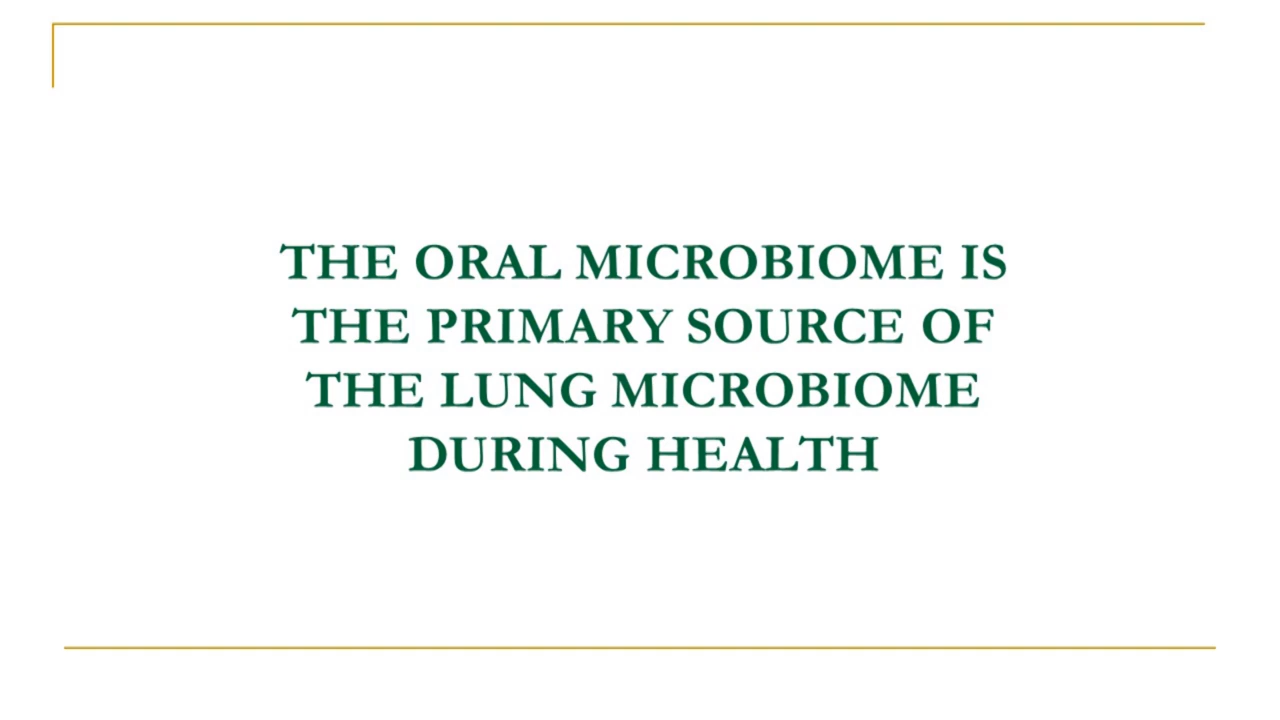 THE ORAL MICROBIOME IS
THE PRIMARY SOURCE OF
THE LUNG MICROBIOME
DURING HEALTH